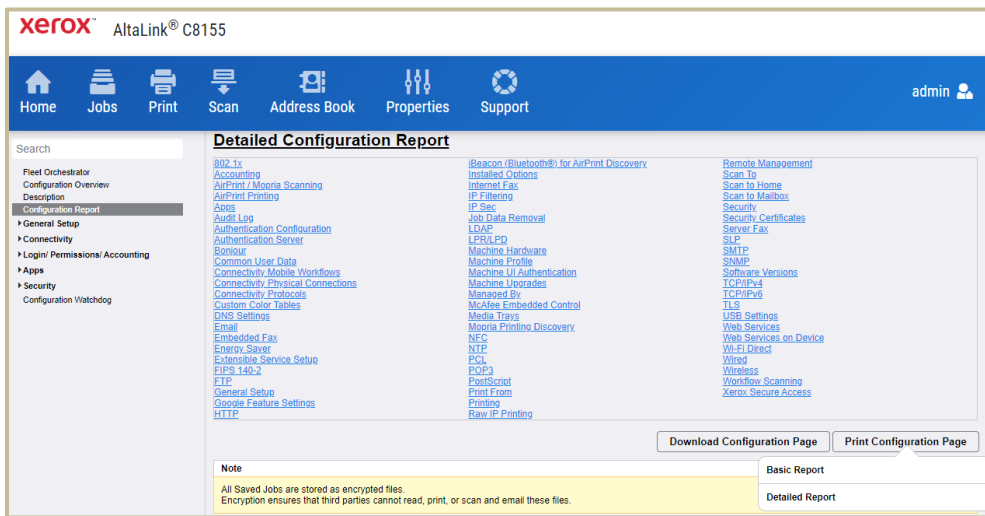 xerox™ AltaLink® C8155
Home Jobs Print Scan Address Book Properties Support admin
Search
Fleet Orchestrator
Configuration Overview
Description
Configuration Report
General Setup
Connectivity
Login/ Permissions/ Accounting
Apps
Security
Configuration Watchdog
Detailed Configuration Report
802.1x
Accounting
AirPrint / Mopria Scanning
AirPrint Printing
Apps
Audit Log
Authentication Configuration
Authentication Server
Bonjour
Common User Data
Connectivity Mobile Workflows
Connectivity Physical Connections
Connectivity Protocols
Custom Color Tables
DNS Settings
Email
Embedded Fax
Energy Saver
Extensible Service Setup
FIPS 140-2
FTP
General Setup
Google Feature Settings
HTTP
iBeacon (Bluetooth®) for AirPrint Discovery
Installed Options
Internet Fax
IP Filtering
IP Sec
Job Data Removal
LDAP
LPR/LPD
Machine Hardware
Machine Profile
Machine UI Authentication
Machine Upgrades
Managed By
McAfee Embedded Control
Media Trays
Mopria Printing Discovery
NFC
NTP
PCL
POP3
PostScript
Print From
Printing
Raw IP Printing
Remote Management
Scan To
Scan to Home
Scan to Mailbox
Security
Security Certificates
Server Fax
SLP
SMTP
SNMP
Software Versions
TCP/IPv4
TCP/IPv6
TLS
USB Settings
Web Services
Web Services on Device
Wi-Fi Direct
Wired
Wireless
Workflow Scanning
Xerox Secure Access
Download Configuration Page Print Configuration Page
Basic Report
Detailed Report
Note
All Saved Jobs are stored as encrypted files.
Encryption ensures that third parties cannot read, print, or scan and email these files.